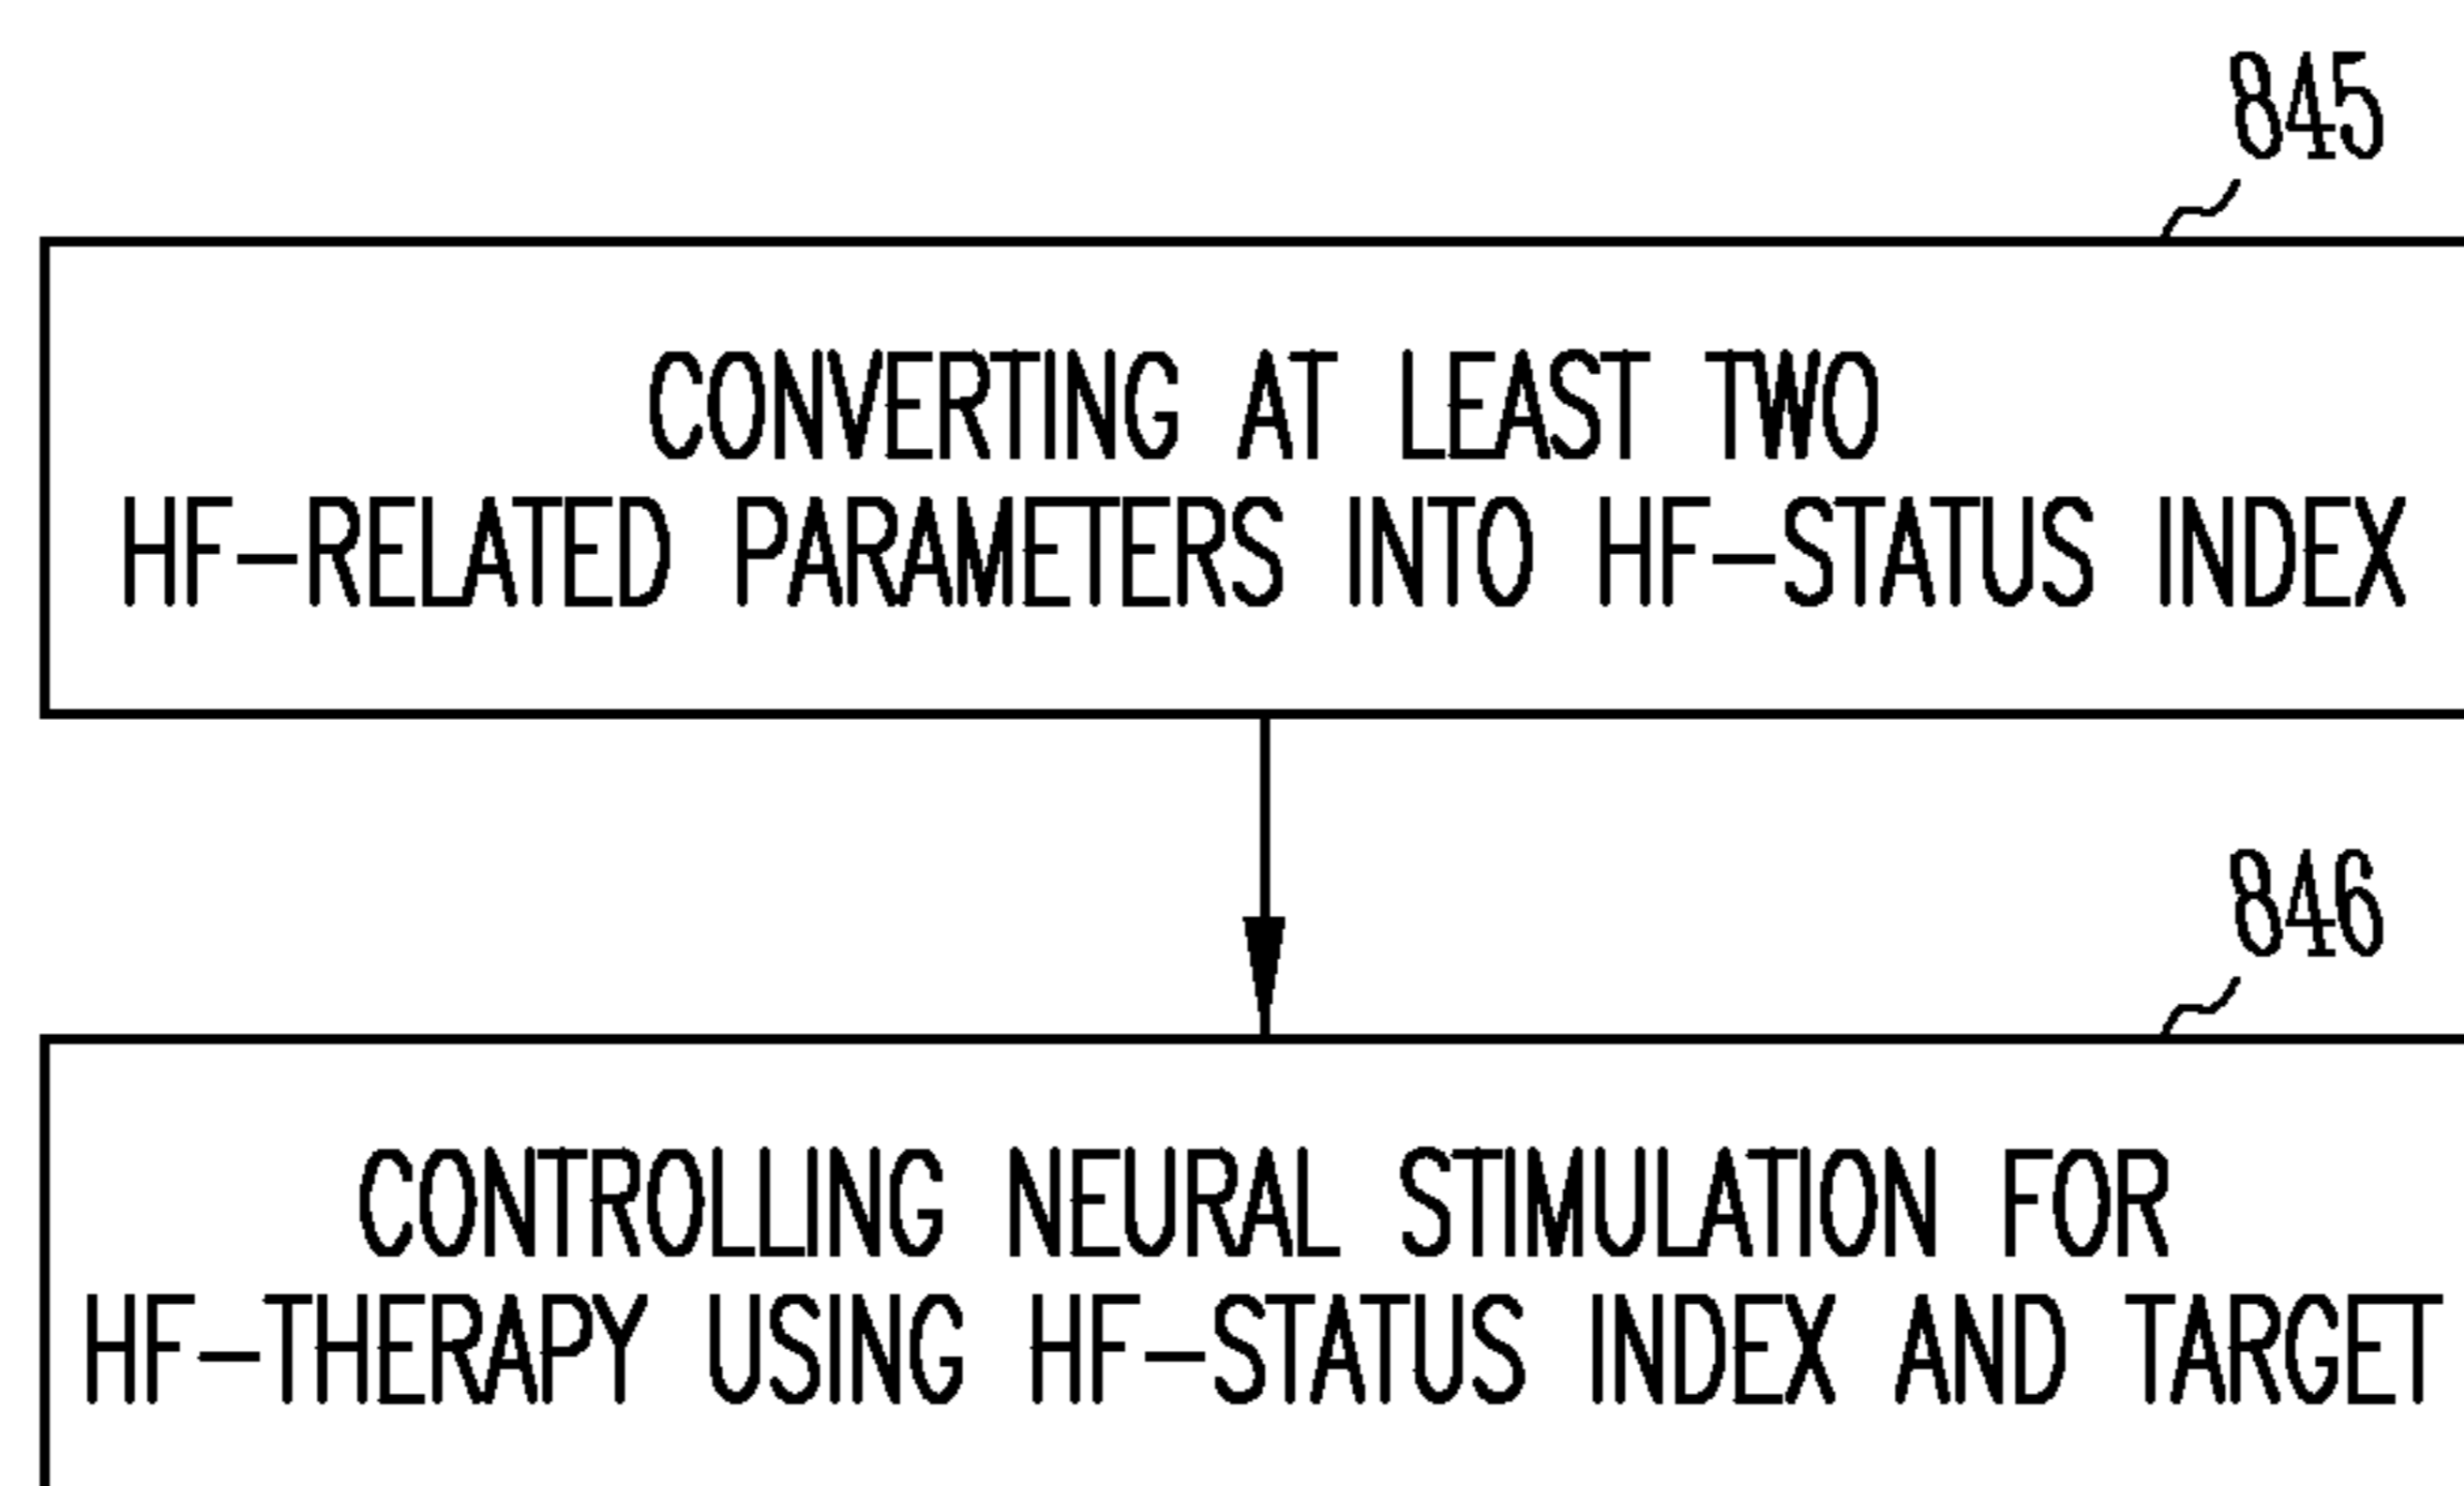 845
CONVERTING AT LEAST TWO
HF-RELATED PARAMETERS INTO HF-STATUS INDEX
846
CONTROLLING NEURAL STIMULATION FOR
HF-THERAPY USING HF-STATUS INDEX AND TARGET